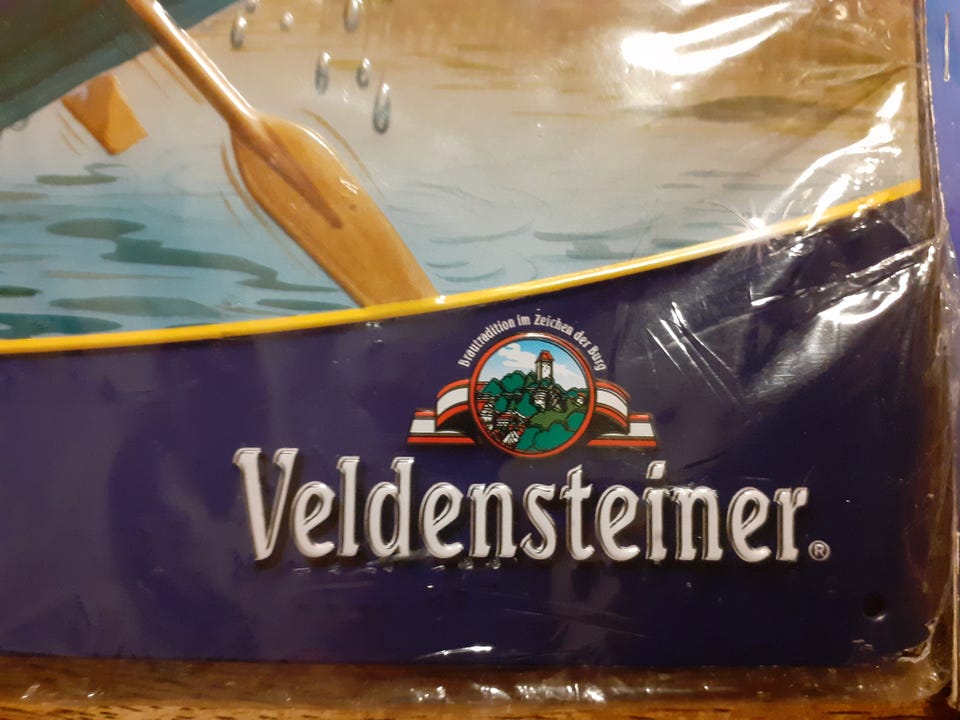 Brautradition im Zeichen der Burg
Veldensteiner®